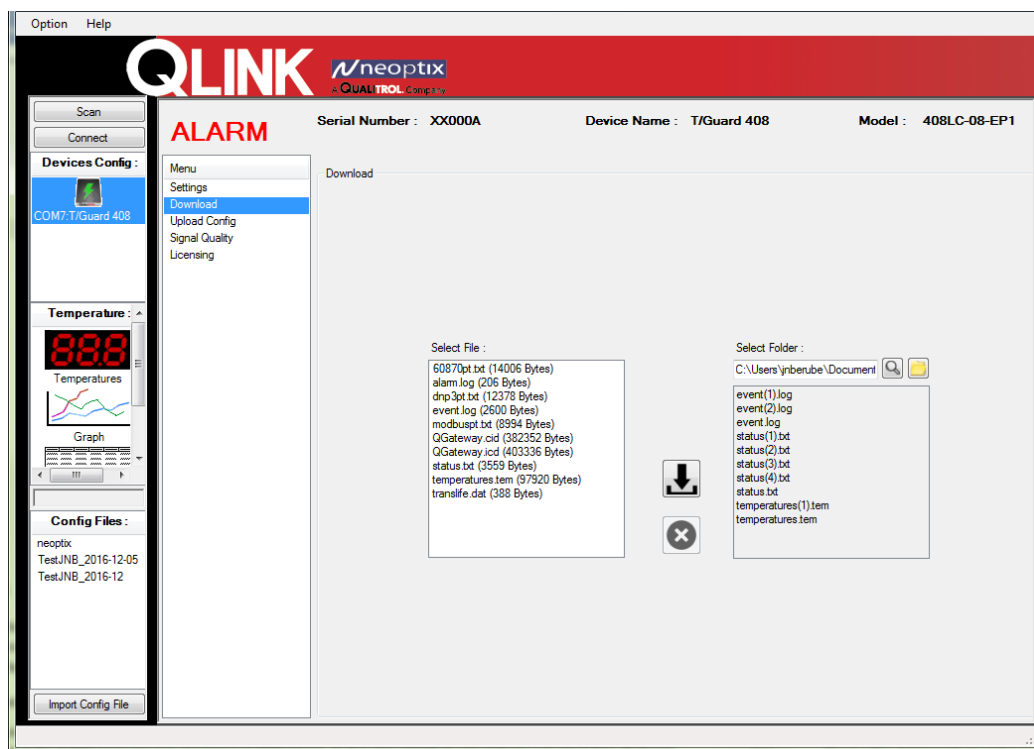 Option Help
QLINK neoptix
A QUALITROL Company
Scan
Connect
Devices Config :
COM7:T/Guard 408
Temperature :
88.8
Temperatures
Graph
Config Files :
neoptix
TestJNB_2016-12-05
TestJNB_2016-12
Import Config File
ALARM
Serial Number : XX000A Device Name : T/Guard 408 Model : 408LC-08-EP1
Menu
Settings
Download
Upload Config
Signal Quality
Licensing
Download
Select File :
60870pt.txt (14006 Bytes)
alarm.log (206 Bytes)
dnp3pt.txt (12378 Bytes)
event.log (2600 Bytes)
modbuspt.txt (8994 Bytes)
QGateway.cid (382352 Bytes)
QGateway.icd (403336 Bytes)
status.txt (3559 Bytes)
temperatures.tem (97920 Bytes)
translife.dat (388 Bytes)
Select Folder :
C:\Users\jnberube\Document
event(1).log
event(2).log
event.log
status(1).txt
status(2).txt
status(3).txt
status(4).txt
status.txt
temperatures(1).tem
temperatures.tem